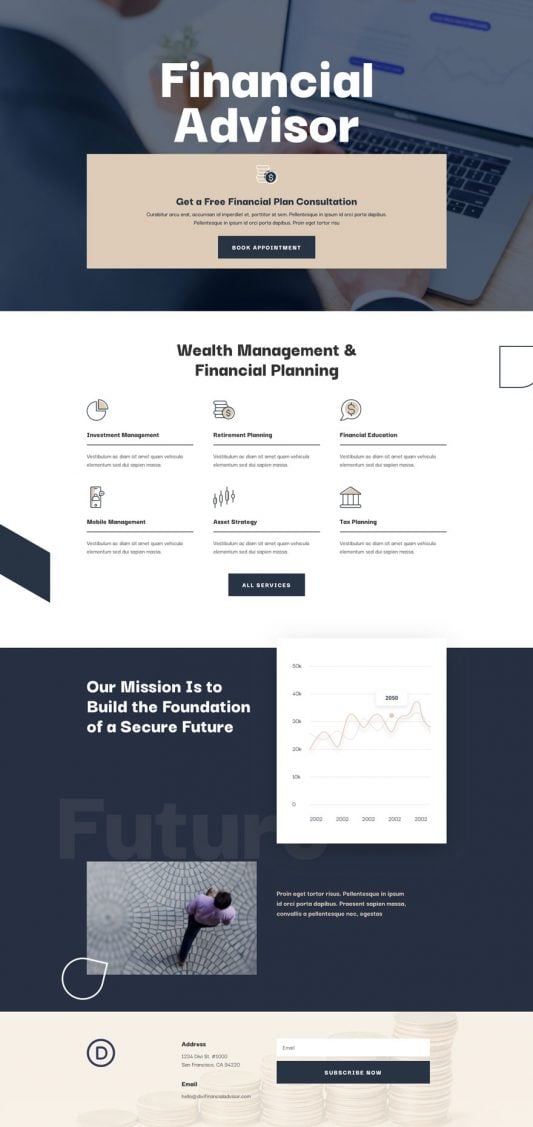 Financial
Advisor
Get a Free Financial Plan Consultation
Curabitur arcu erat, accumsan id imperdiet et, porttitor at sem. Pellentesque in ipsum id orci porta dapibus.
Pellentesque in ipsum id orci porta dapibus. Proin eget tortor risu
BOOK APPOINTMENT
Wealth Management &
Financial Planning
Investment Management
Vestibulum ac diam sit amet quam vehicula
elementum sed dui sapien massa.
Retirement Planning
Vestibulum ac diam sit amet quam vehicula
elementum sed dui sapien massa.
Financial Education
Vestibulum ac diam sit amet quam vehicula
elementum sed dui sapien massa.
Mobile Management
Vestibulum ac diam sit amet quam vehicula
elementum sed dui sapien massa.
Asset Strategy
Vestibulum ac diam sit amet quam vehicula
elementum sed dui sapien massa.
Tax Planning
Vestibulum ac diam sit amet quam vehicula
elementum sed dui sapien massa.
ALL SERVICES
Our Mission Is to
Build the Foundation
of a Secure Future
50k
40k
2050
30k
20k
10k
0
2002 2002 2002 2002 2002
Future
Proin eget tortor risus. Pellentesque in ipsum
id orci porta dapibus. Praesent sapien massa,
convallis a pellentesque nec, egestas
D
Address
1234 Divi St. #1000
San Francisco, CA 94220
Email
hello@divifinancialadvisor.com
Email
SUBSCRIBE NOW